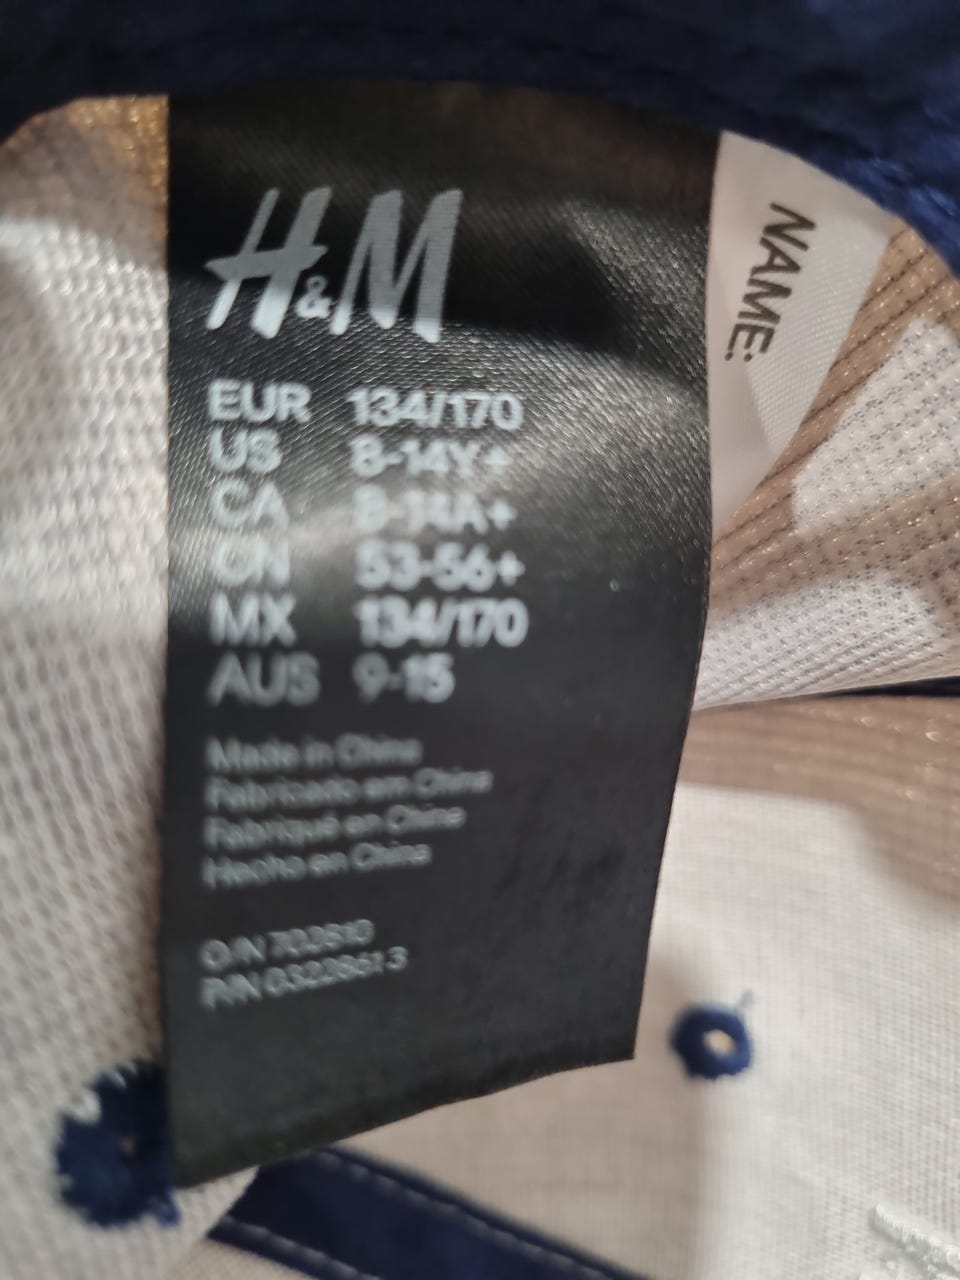 H&M
EUR 134/170
US 8-14Y+
CA 8-14A+
CN 53-56+
MX 134/170
AUS 9-15
Made in China
Fabricado em China
Fabriqué en China
Hecho en China
O/N
P/N
NAME: